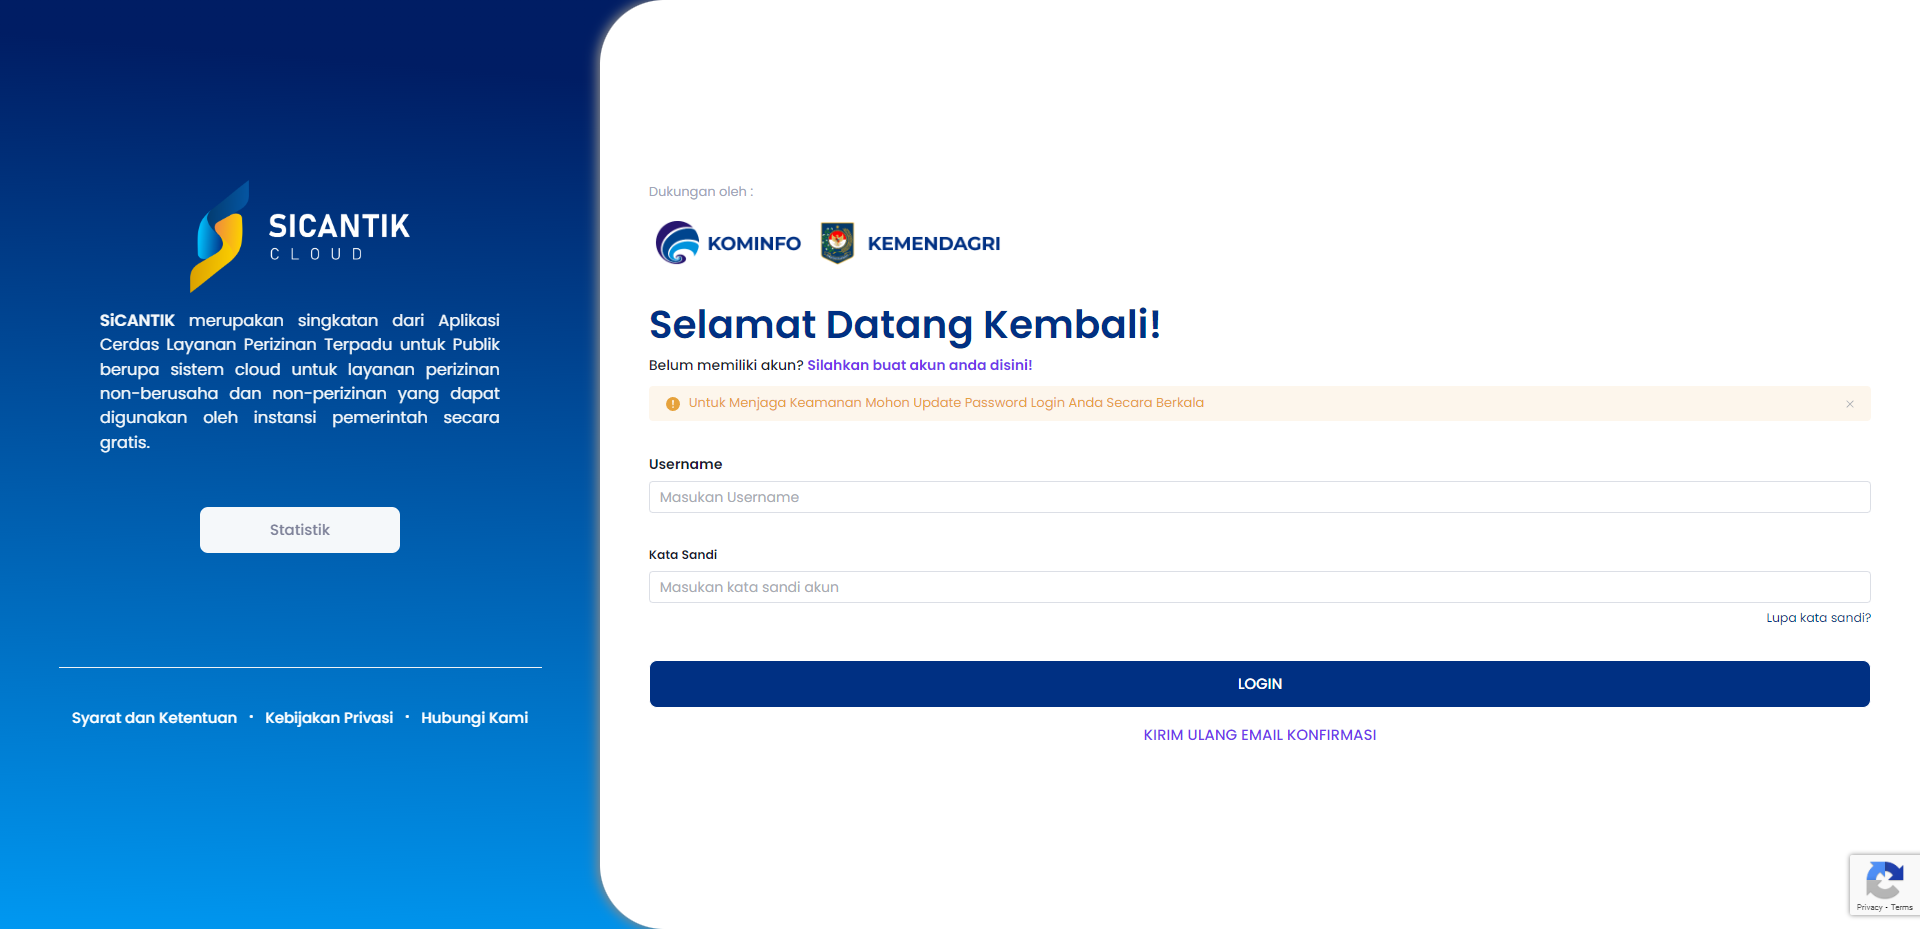 SICANTIK
CLOUD
SiCANTIK merupakan singkatan dari Aplikasi
Cerdas Layanan Perizinan Terpadu untuk Publik
berupa sistem cloud untuk layanan perizinan
non-berusaha dan non-perizinan yang dapat
digunakan oleh instansi pemerintah secara
gratis.
Statistik
Syarat dan Ketentuan • Kebijakan Privasi • Hubungi Kami
Dukungan oleh :
KOMINFO KEMENDAGRI
Selamat Datang Kembali!
Belum memiliki akun? Silahkan buat akun anda disini!
Untuk Menjaga Keamanan Mohon Update Password Login Anda Secara Berkala
Username
Masukan Username
Kata Sandi
Masukan kata sandi akun
Lupa kata sandi?
LOGIN
KIRIM ULANG EMAIL KONFIRMASI
Privacy - Terms